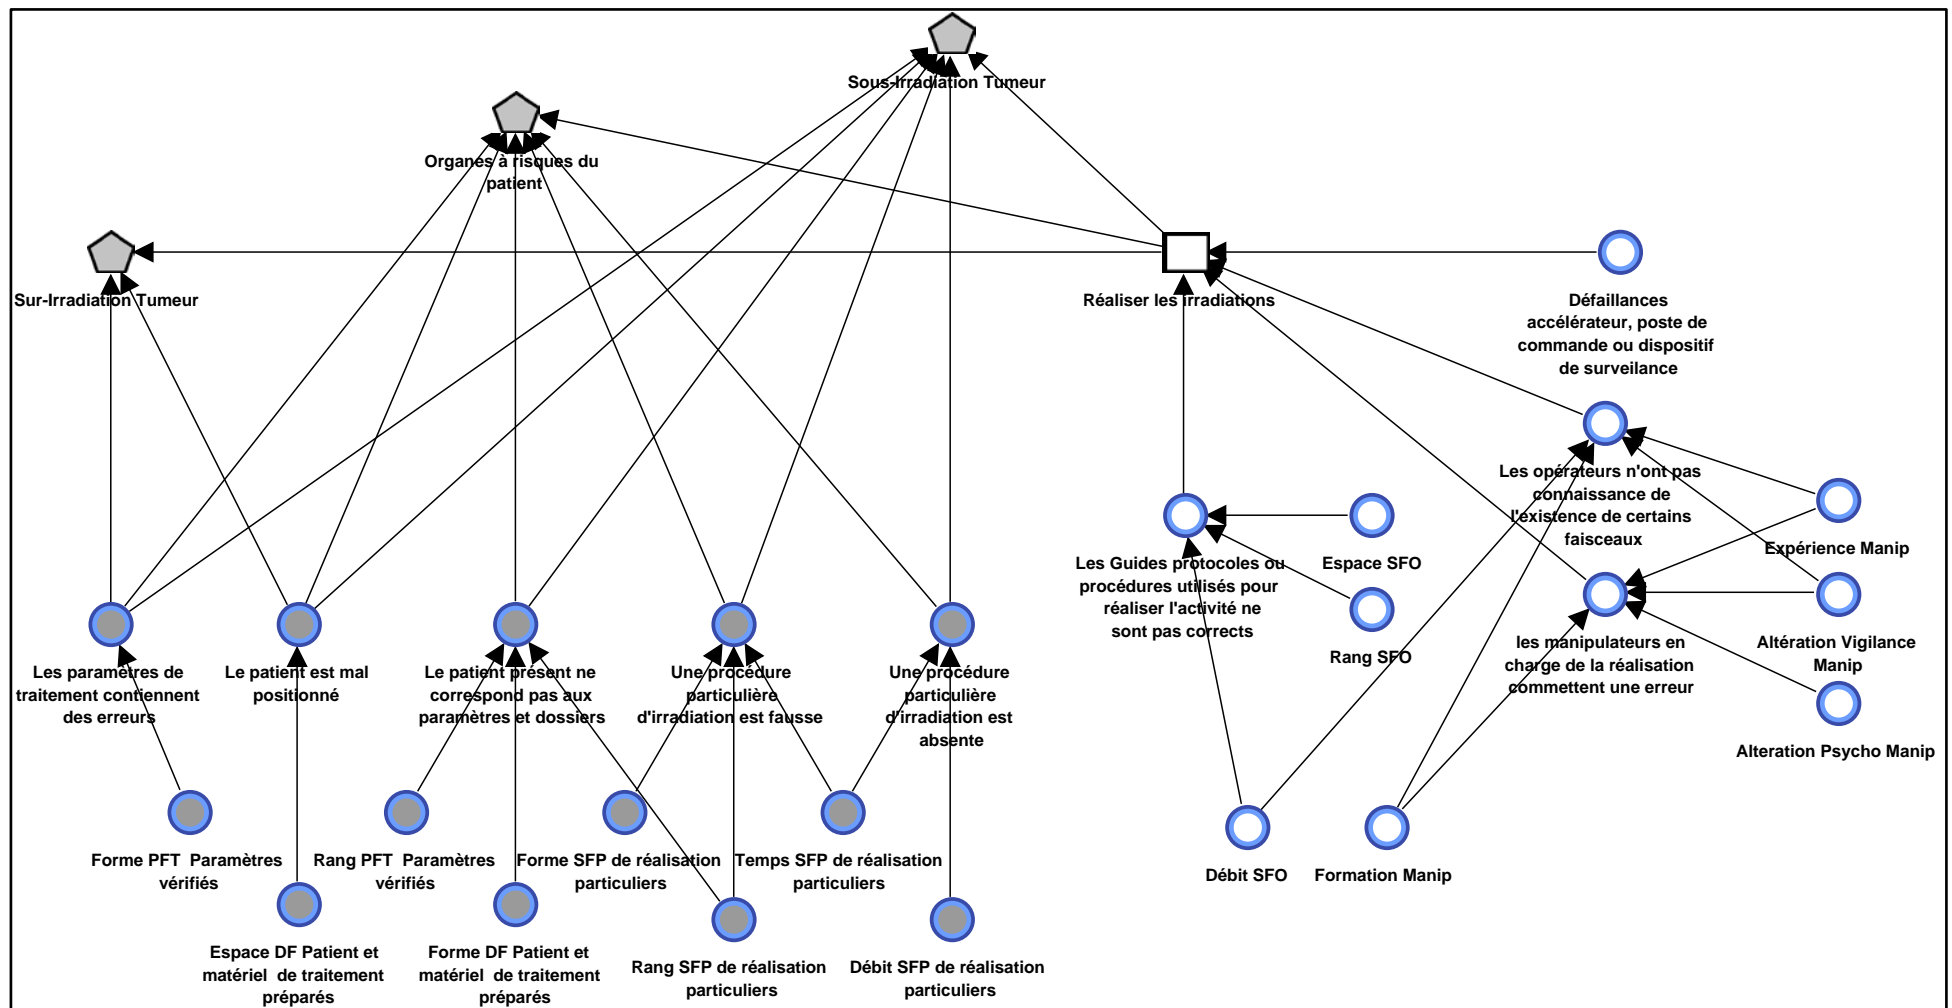 Sous-Irradiation Tumeur
Organes à risques du
patient
Sur-Irradiation Tumeur
Réaliser les irradiations
Défaillances
accélérateur, poste de
commande ou dispositif
de surveilance
Les opérateurs n'ont pas
connaissance de
l'existence de certains
faisceaux
Expérience Manip
Les Guides protocoles ou
procédures utilisés pour
réaliser l'activité ne
sont pas corrects
Espace SFO
Rang SFO
les manipulateurs en
charge de la réalisation
commettent une erreur
Altération Vigilance
Manip
Alteration Psycho Manip
Les paramètres de
traitement contiennent
des erreurs
Le patient est mal
positionné
Le patient présent ne
correspond pas aux
paramètres et dossiers
Une procédure
particulière
d'irradiation est fausse
Une procédure
particulière
d'irradiation est
absente
Forme PFT  Paramètres
vérifiés
Rang PFT  Paramètres
vérifiés
Forme SFP de réalisation
particuliers
Temps SFP de réalisation
particuliers
Débit SFO
Formation Manip
Espace DF Patient et
matériel  de traitement
préparés
Forme DF Patient et
matériel  de traitement
préparés
Rang SFP de réalisation
particuliers
Débit SFP de réalisation
particuliers